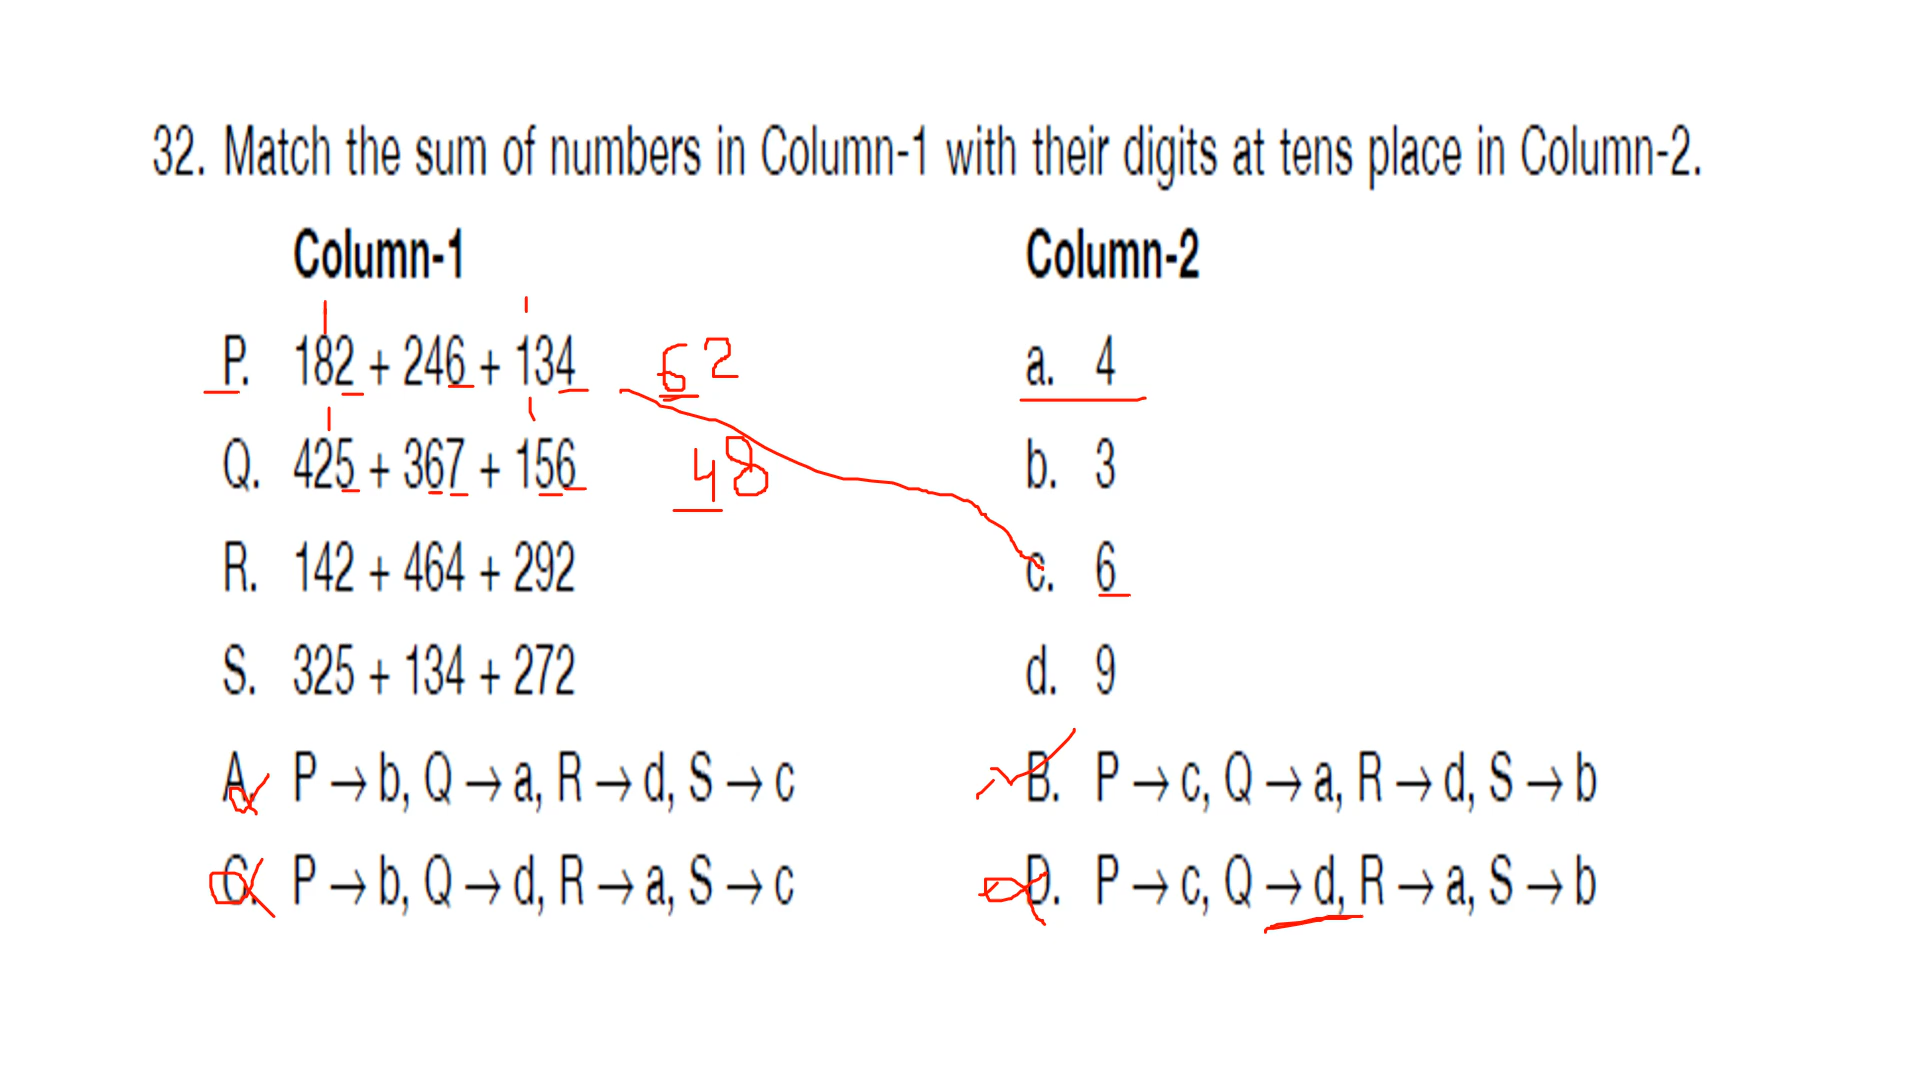 32. Match the sum of numbers in Column-1 with their digits at tens place in Column-2.
Column-1 Column-2
P. 182 + 246 + 134 62 a. 4
Q. 425 + 367 + 156 48 b. 3
R. 142 + 464 + 292 c. 6
S. 325 + 134 + 272 d. 9
A. P → b, Q → a, R → d, S → c B. P → c, Q → a, R → d, S → b
C. P → b, Q → d, R → a, S → c D. P → c, Q → d, R → a, S → b